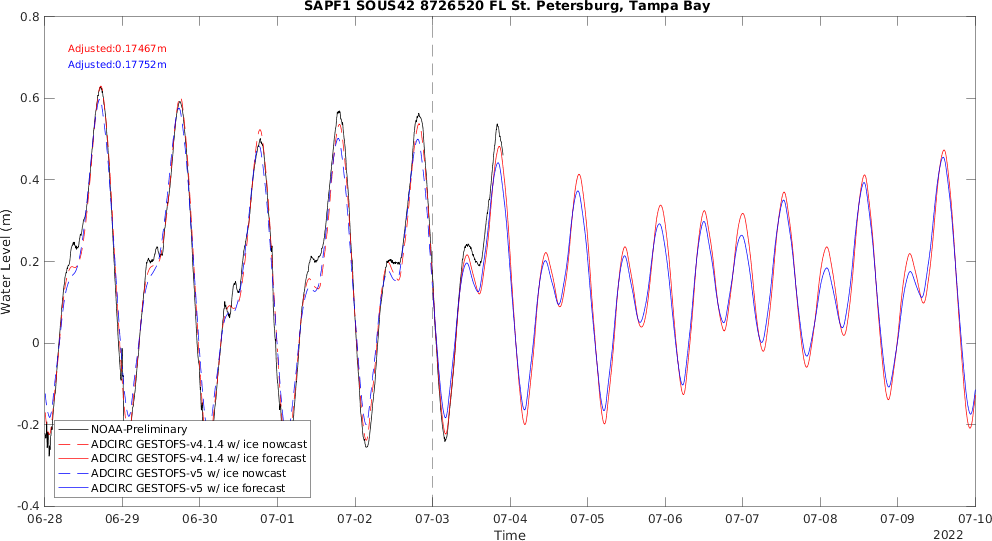 SAPF1 SOUS42 8726520 FL St. Petersburg, Tampa Bay
Adjusted:0.17467m
Adjusted:0.17752m
0.8
0.6
0.4
0.2
0
-0.2
-0.4
Water Level (m)
NOAA-Preliminary
ADCIRC GESTOFS-v4.1.4 w/ ice nowcast
ADCIRC GESTOFS-v4.1.4 w/ ice forecast
ADCIRC GESTOFS-v5 w/ ice nowcast
ADCIRC GESTOFS-v5 w/ ice forecast
06-28 06-29 06-30 07-01 07-02 07-03 07-04 07-05 07-06 07-07 07-08 07-09 07-10
Time
2022